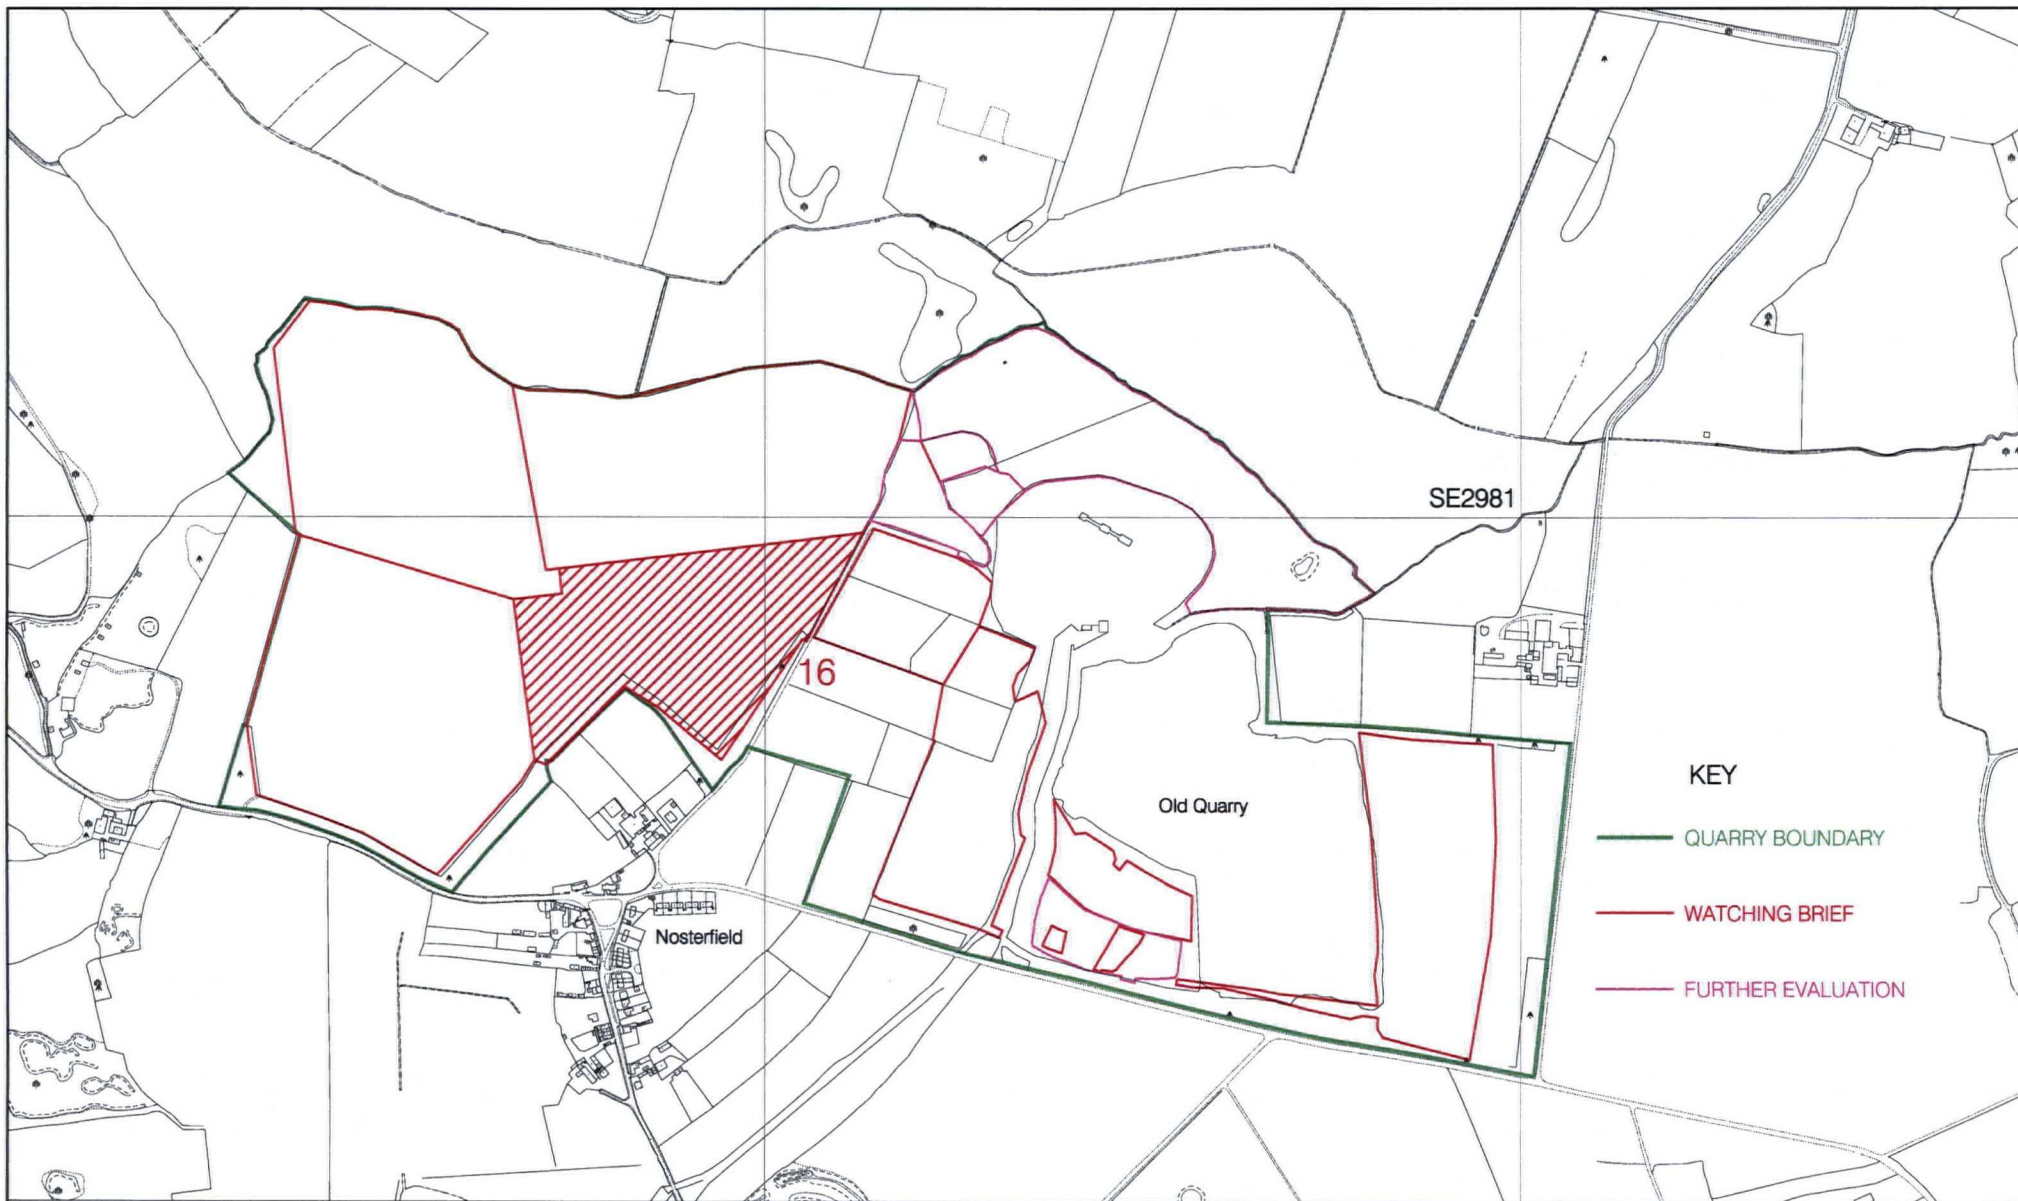 SE2981
16
KEY
Old Quarry
QUARRY BOUNDARY
WATCHING BRIEF
Nosterfield
FURTHER EVALUATION